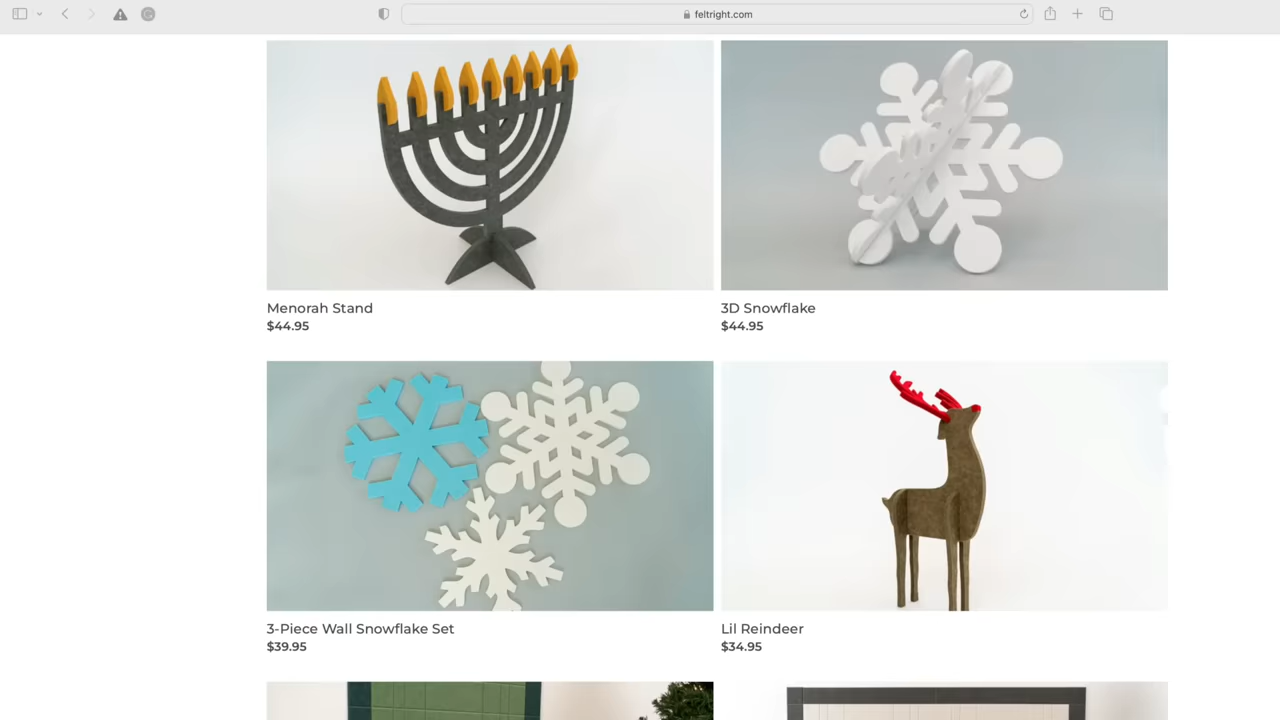 feltright.com
Menorah Stand
$44.95
3D Snowflake
$44.95
3-Piece Wall Snowflake Set
$39.95
Lil Reindeer
$34.95